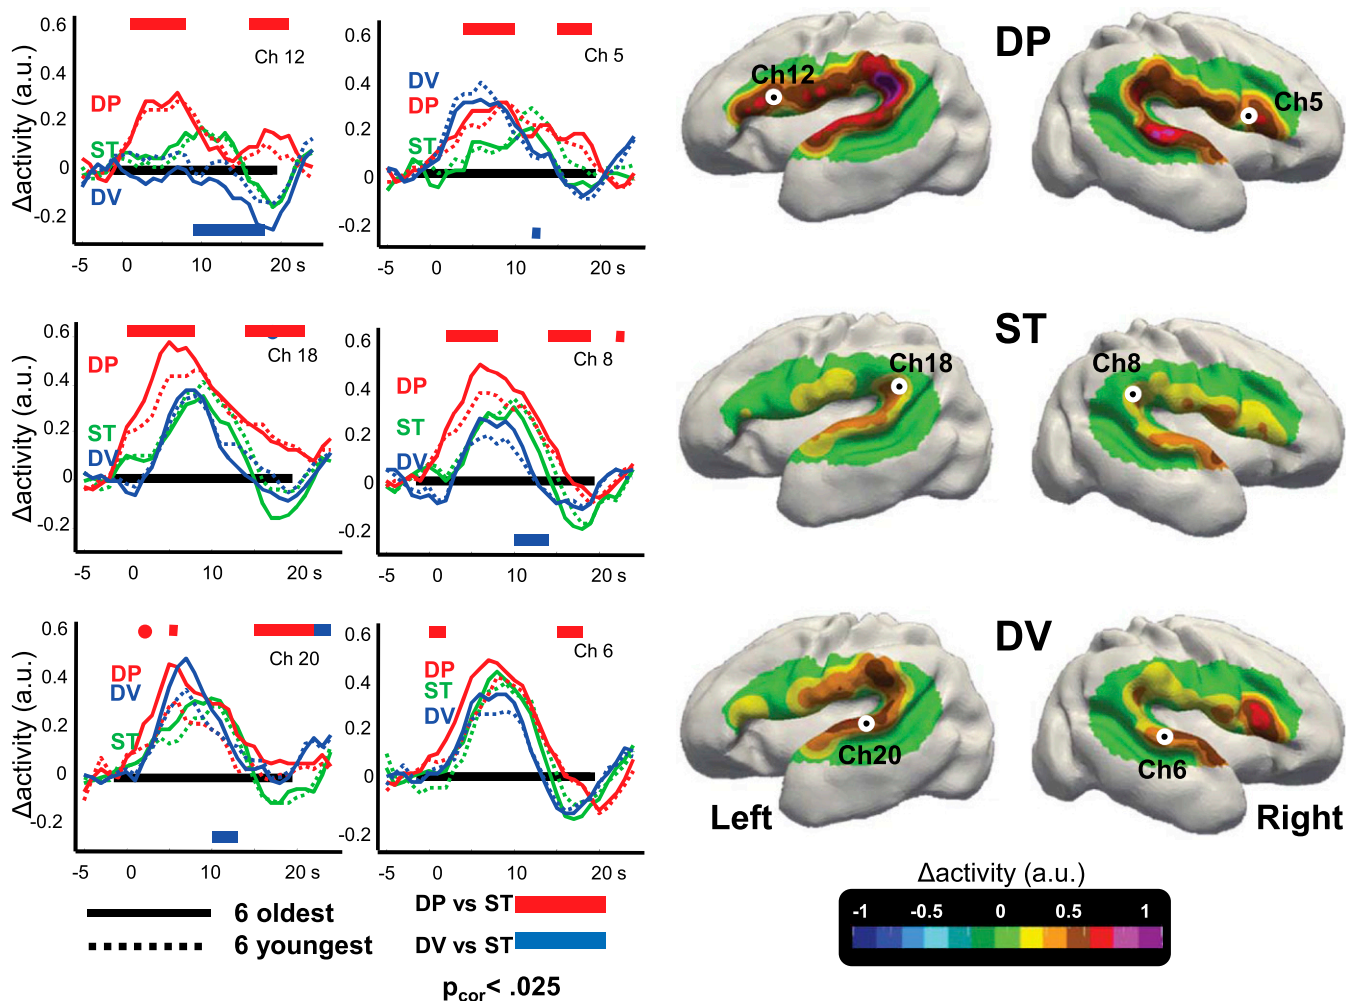 Δactivity (a.u.)
0.6
0.4
0.2
0
-0.2
Ch 12
DP
ST
DV
-5 0 10 20 s
0.6
0.4
0.2
0
-0.2
Ch 5
DV
DP
ST
-5 0 10 20 s
Δactivity (a.u.)
0.6
0.4
0.2
0
-0.2
Ch 18
DP
ST
DV
-5 0 10 20 s
0.6
0.4
0.2
0
-0.2
Ch 8
DP
ST
DV
-5 0 10 20 s
Δactivity (a.u.)
0.6
0.4
0.2
0
-0.2
Ch 20
DP
DV
ST
-5 0 10 20 s
0.6
0.4
0.2
0
-0.2
Ch 6
DP
ST
DV
-5 0 10 20 s
6 oldest
6 youngest
DP vs ST
DV vs ST
pcor< .025
DP
Ch12
Ch5
ST
Ch18
Ch8
DV
Ch20
Ch6
Left
Right
Δactivity (a.u.)
-1 -0.5 0 0.5 1